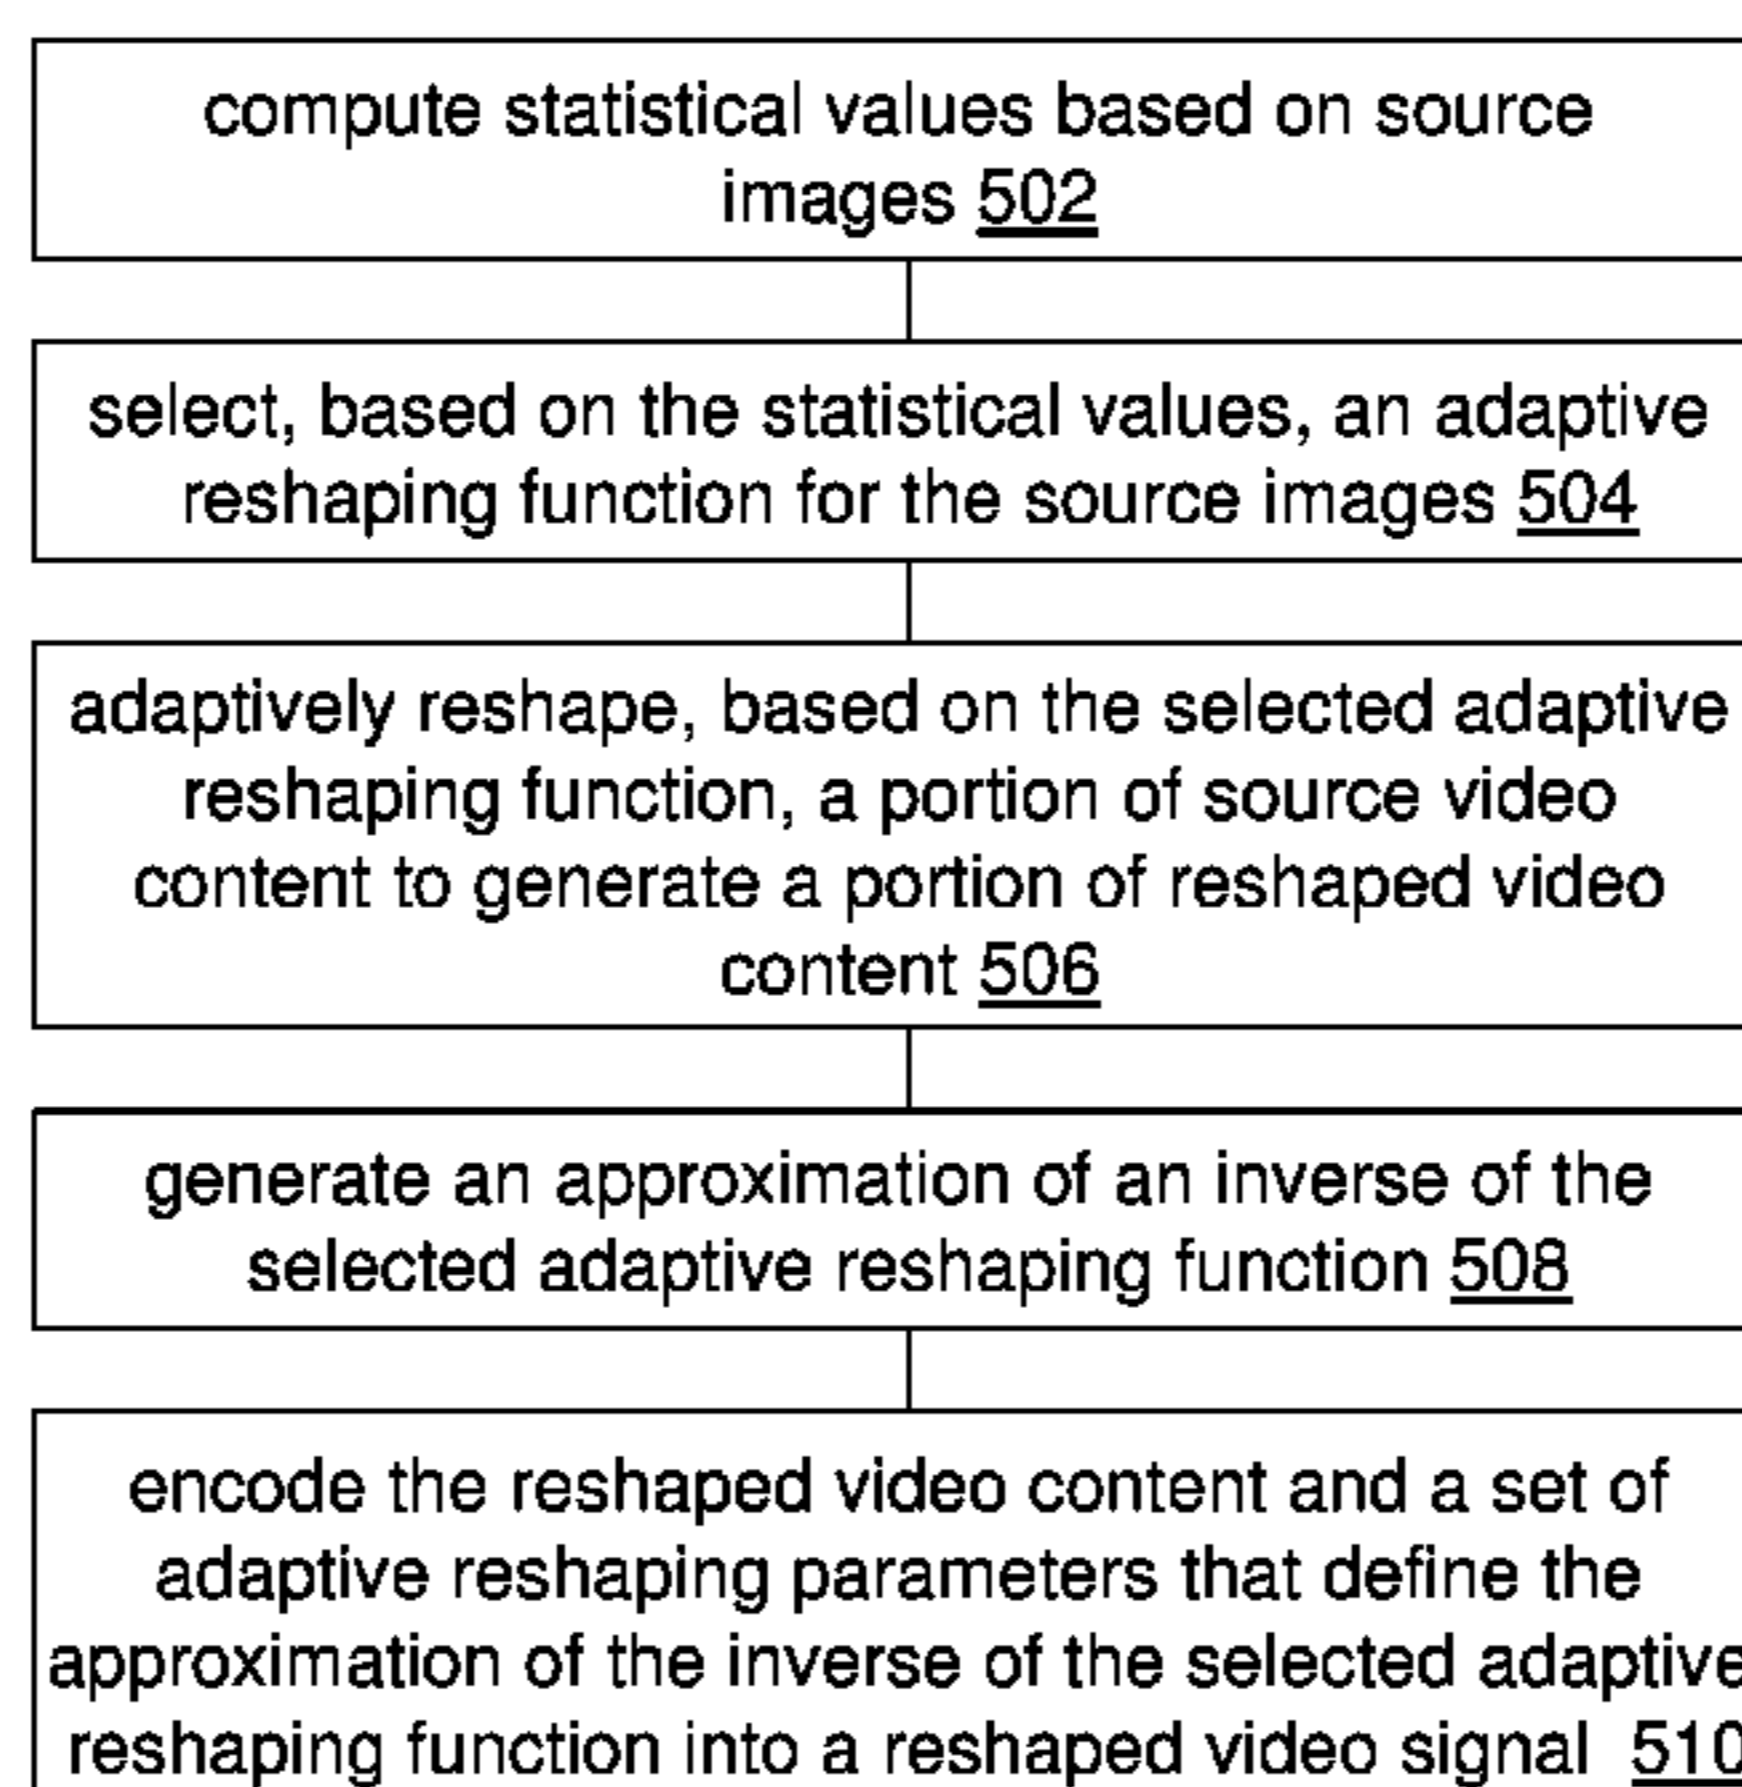 compute statistical values based on source
images 502
select, based on the statistical values, an adaptive
reshaping function for the source images 504
adaptively reshape, based on the selected adaptive
reshaping function, a portion of source video
content to generate a portion of reshaped video
content 506
generate an approximation of an inverse of the
selected adaptive reshaping function 508
encode the reshaped video content and a set of
adaptive reshaping parameters that define the
approximation of the inverse of the selected adaptive
reshaping function into a reshaped video signal 510